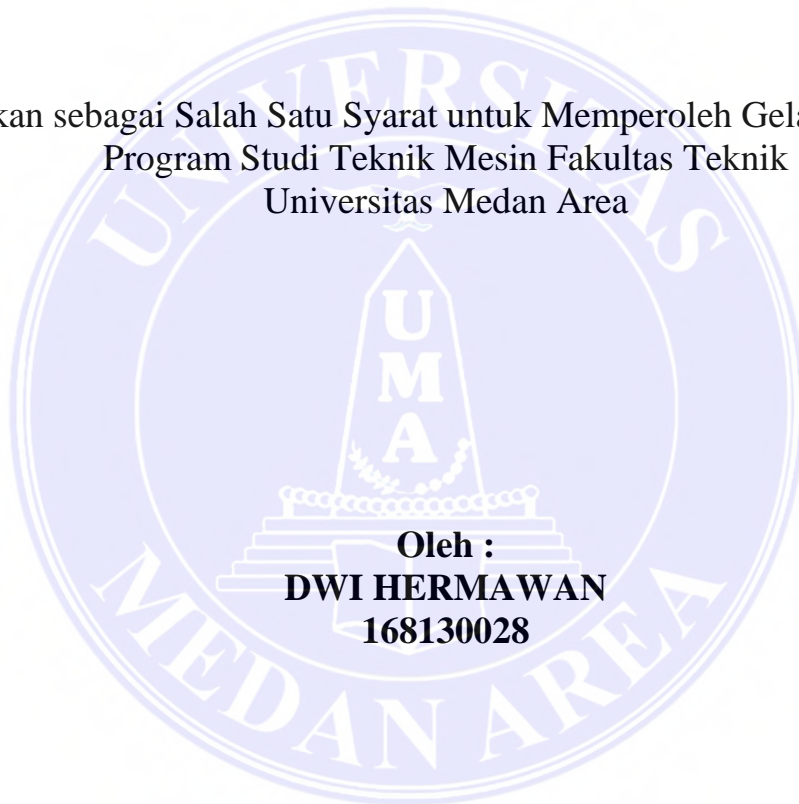 kan sebagai Salah Satu Syarat untuk Memperoleh Gela
Program Studi Teknik Mesin Fakultas Teknik
Universitas Medan Area
UNIVERSITAS
U
M
A
Oleh :
DWI HERMAWAN
168130028
MEDAN AREA